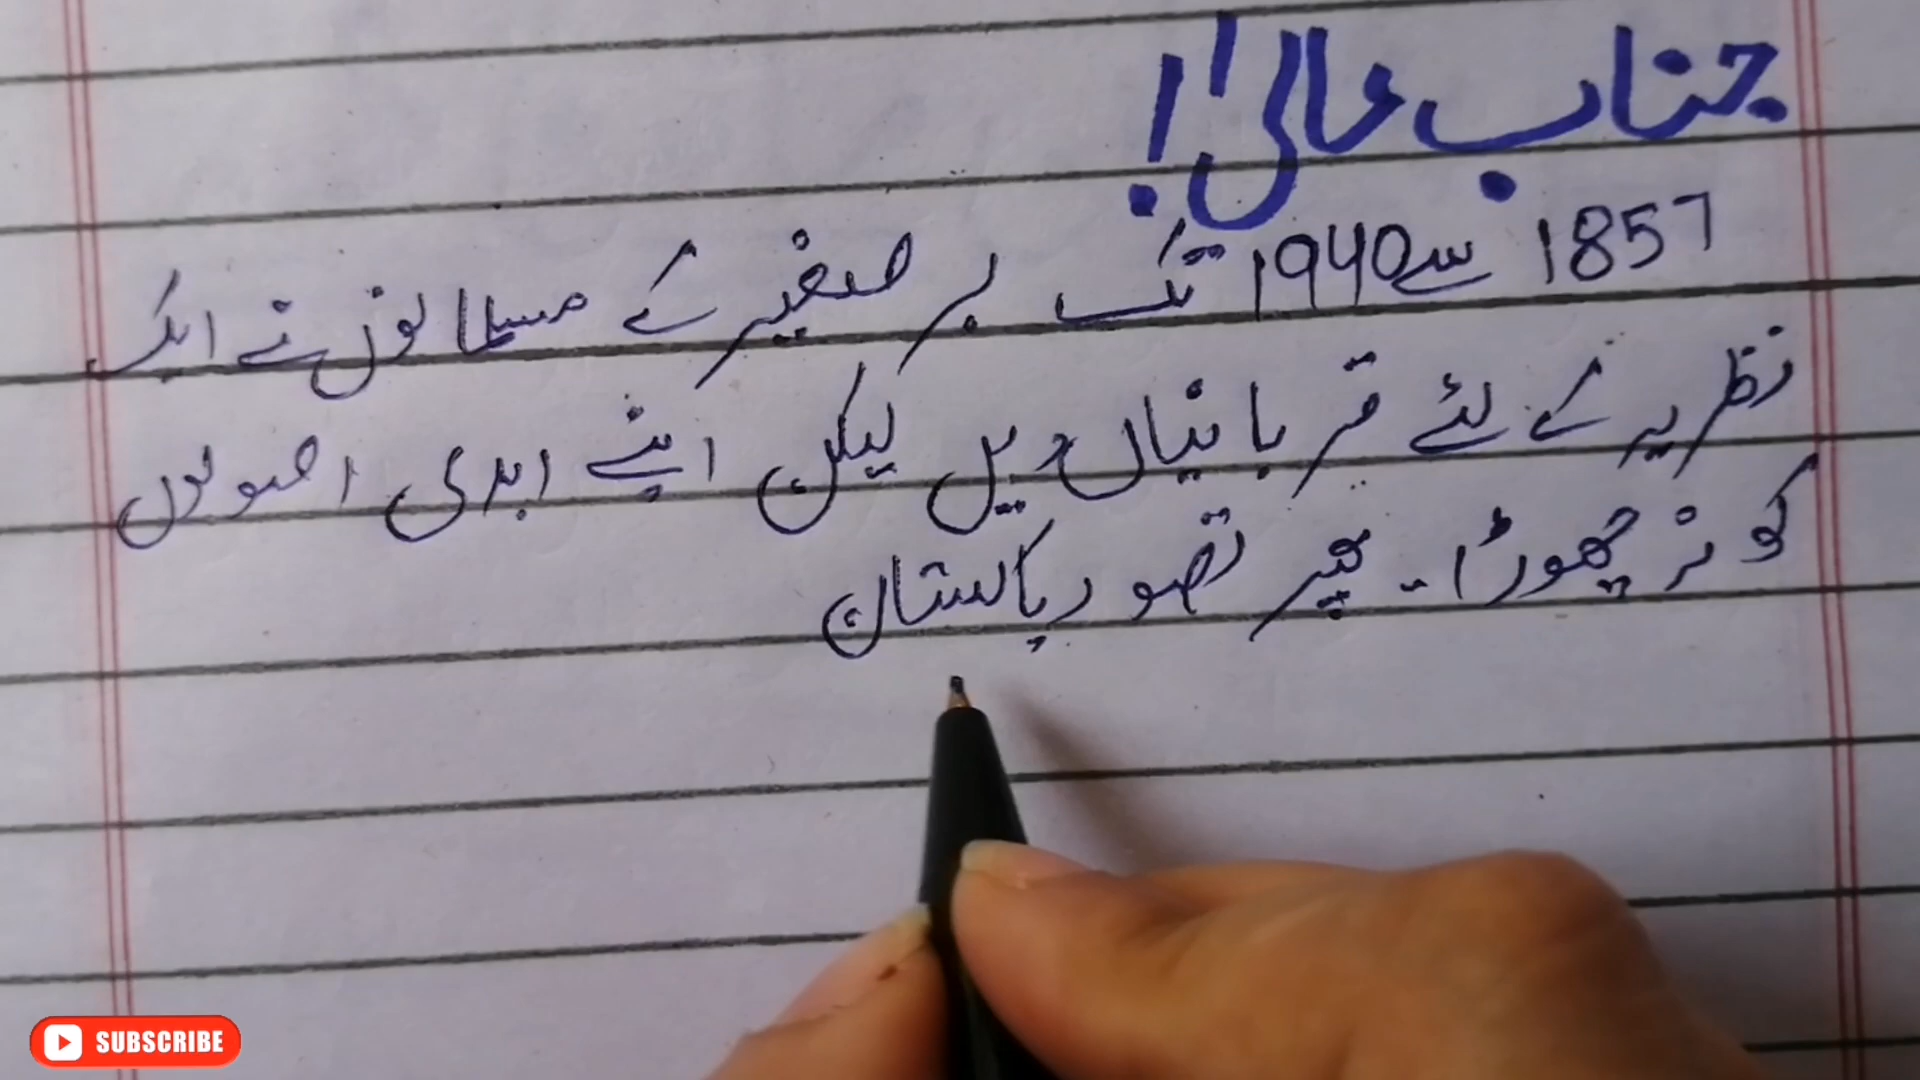 جناب عالیٰ!
1857 سے 1940 تک برصغیر کے مسلمانوں نے ایک
نظریہ کے لئے قربانیاں دیں لیکن اپنے ابدی اصولوں
کو نہ چھوڑا۔ پھر تصور پاکستان
SUBSCRIBE